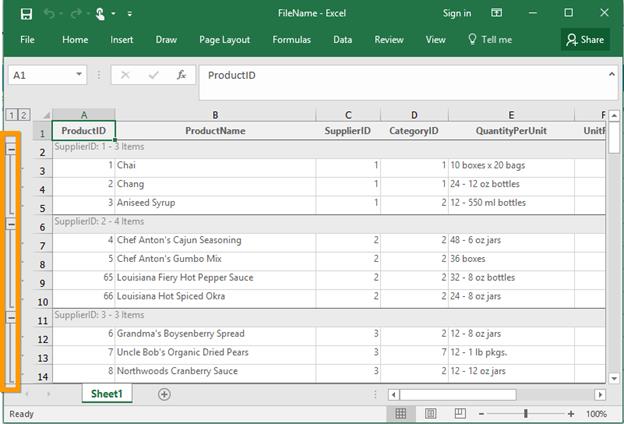 FileName - Excel
Sign in
File Home Insert Draw Page Layout Formulas Data Review View Tell me Share
A1 fx ProductID
1 2 A B C D E F
1 ProductID ProductName SupplierID CategoryID QuantityPerUnit
2 SupplierID: 1 - 3 Items
3 1 Chai 1 1 10 boxes x 20 bags
4 2 Chang 1 1 24 - 12 oz bottles
5 3 Aniseed Syrup 1 2 12 - 550 ml bottles
6 SupplierID: 2 - 4 Items
7 4 Chef Anton's Cajun Seasoning 2 2 48 - 6 oz jars
8 5 Chef Anton's Gumbo Mix 2 2 36 boxes
9 65 Louisiana Fiery Hot Pepper Sauce 2 2 32 - 8 oz bottles
10 66 Louisiana Hot Spiced Okra 2 2 24 - 8 oz jars
11 SupplierID: 3 - 3 Items
12 6 Grandma's Boysenberry Spread 3 2 12 - 8 oz jars
13 7 Uncle Bob's Organic Dried Pears 3 7 12 - 1 lb pkgs.
14 8 Northwoods Cranberry Sauce 3 2 12 - 12 oz jars
Sheet1
Ready 100%